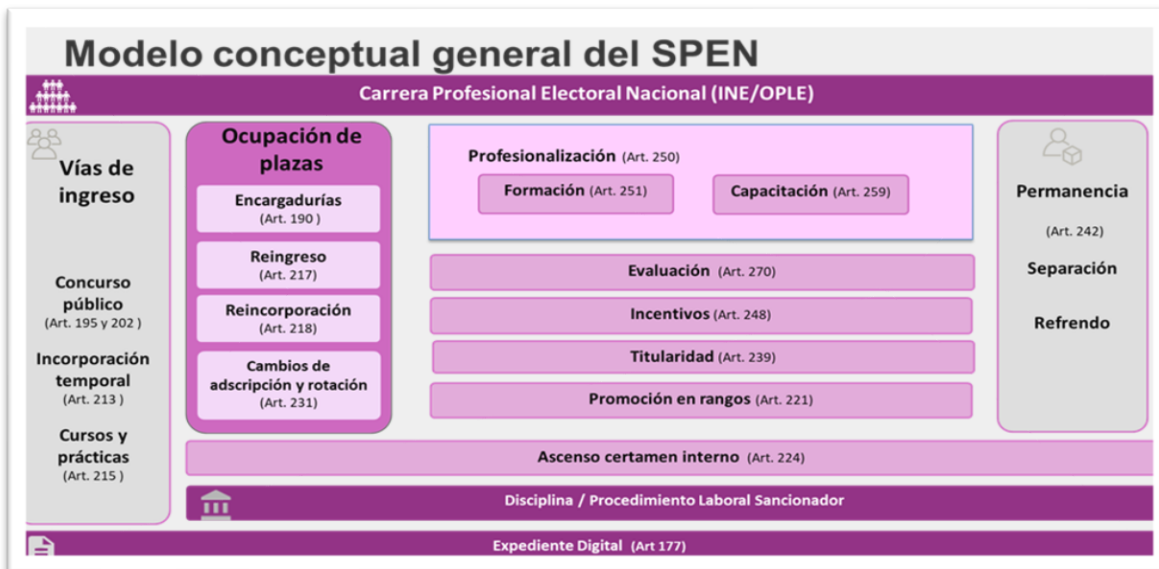 Modelo conceptual general del SPEN
Carrera Profesional Electoral Nacional (INE/OPLE)
Vías de
ingreso
Concurso
público
(Art. 195 y 202 )
Incorporación
temporal
(Art. 213 )
Cursos y
prácticas
(Art. 215 )
Ocupación de
plazas
Encargadurías
(Art. 190 )
Reingreso
(Art. 217)
Reincorporación
(Art. 218)
Cambios de
adscripción y rotación
(Art. 231)
Profesionalización (Art. 250)
Formación (Art. 251)
Capacitación (Art. 259)
Evaluación (Art. 270)
Incentivos (Art. 248)
Titularidad (Art. 239)
Promoción en rangos (Art. 221)
Permanencia
(Art. 242)
Separación
Refrendo
Ascenso certamen interno (Art. 224)
Disciplina / Procedimiento Laboral Sancionador
Expediente Digital (Art 177)